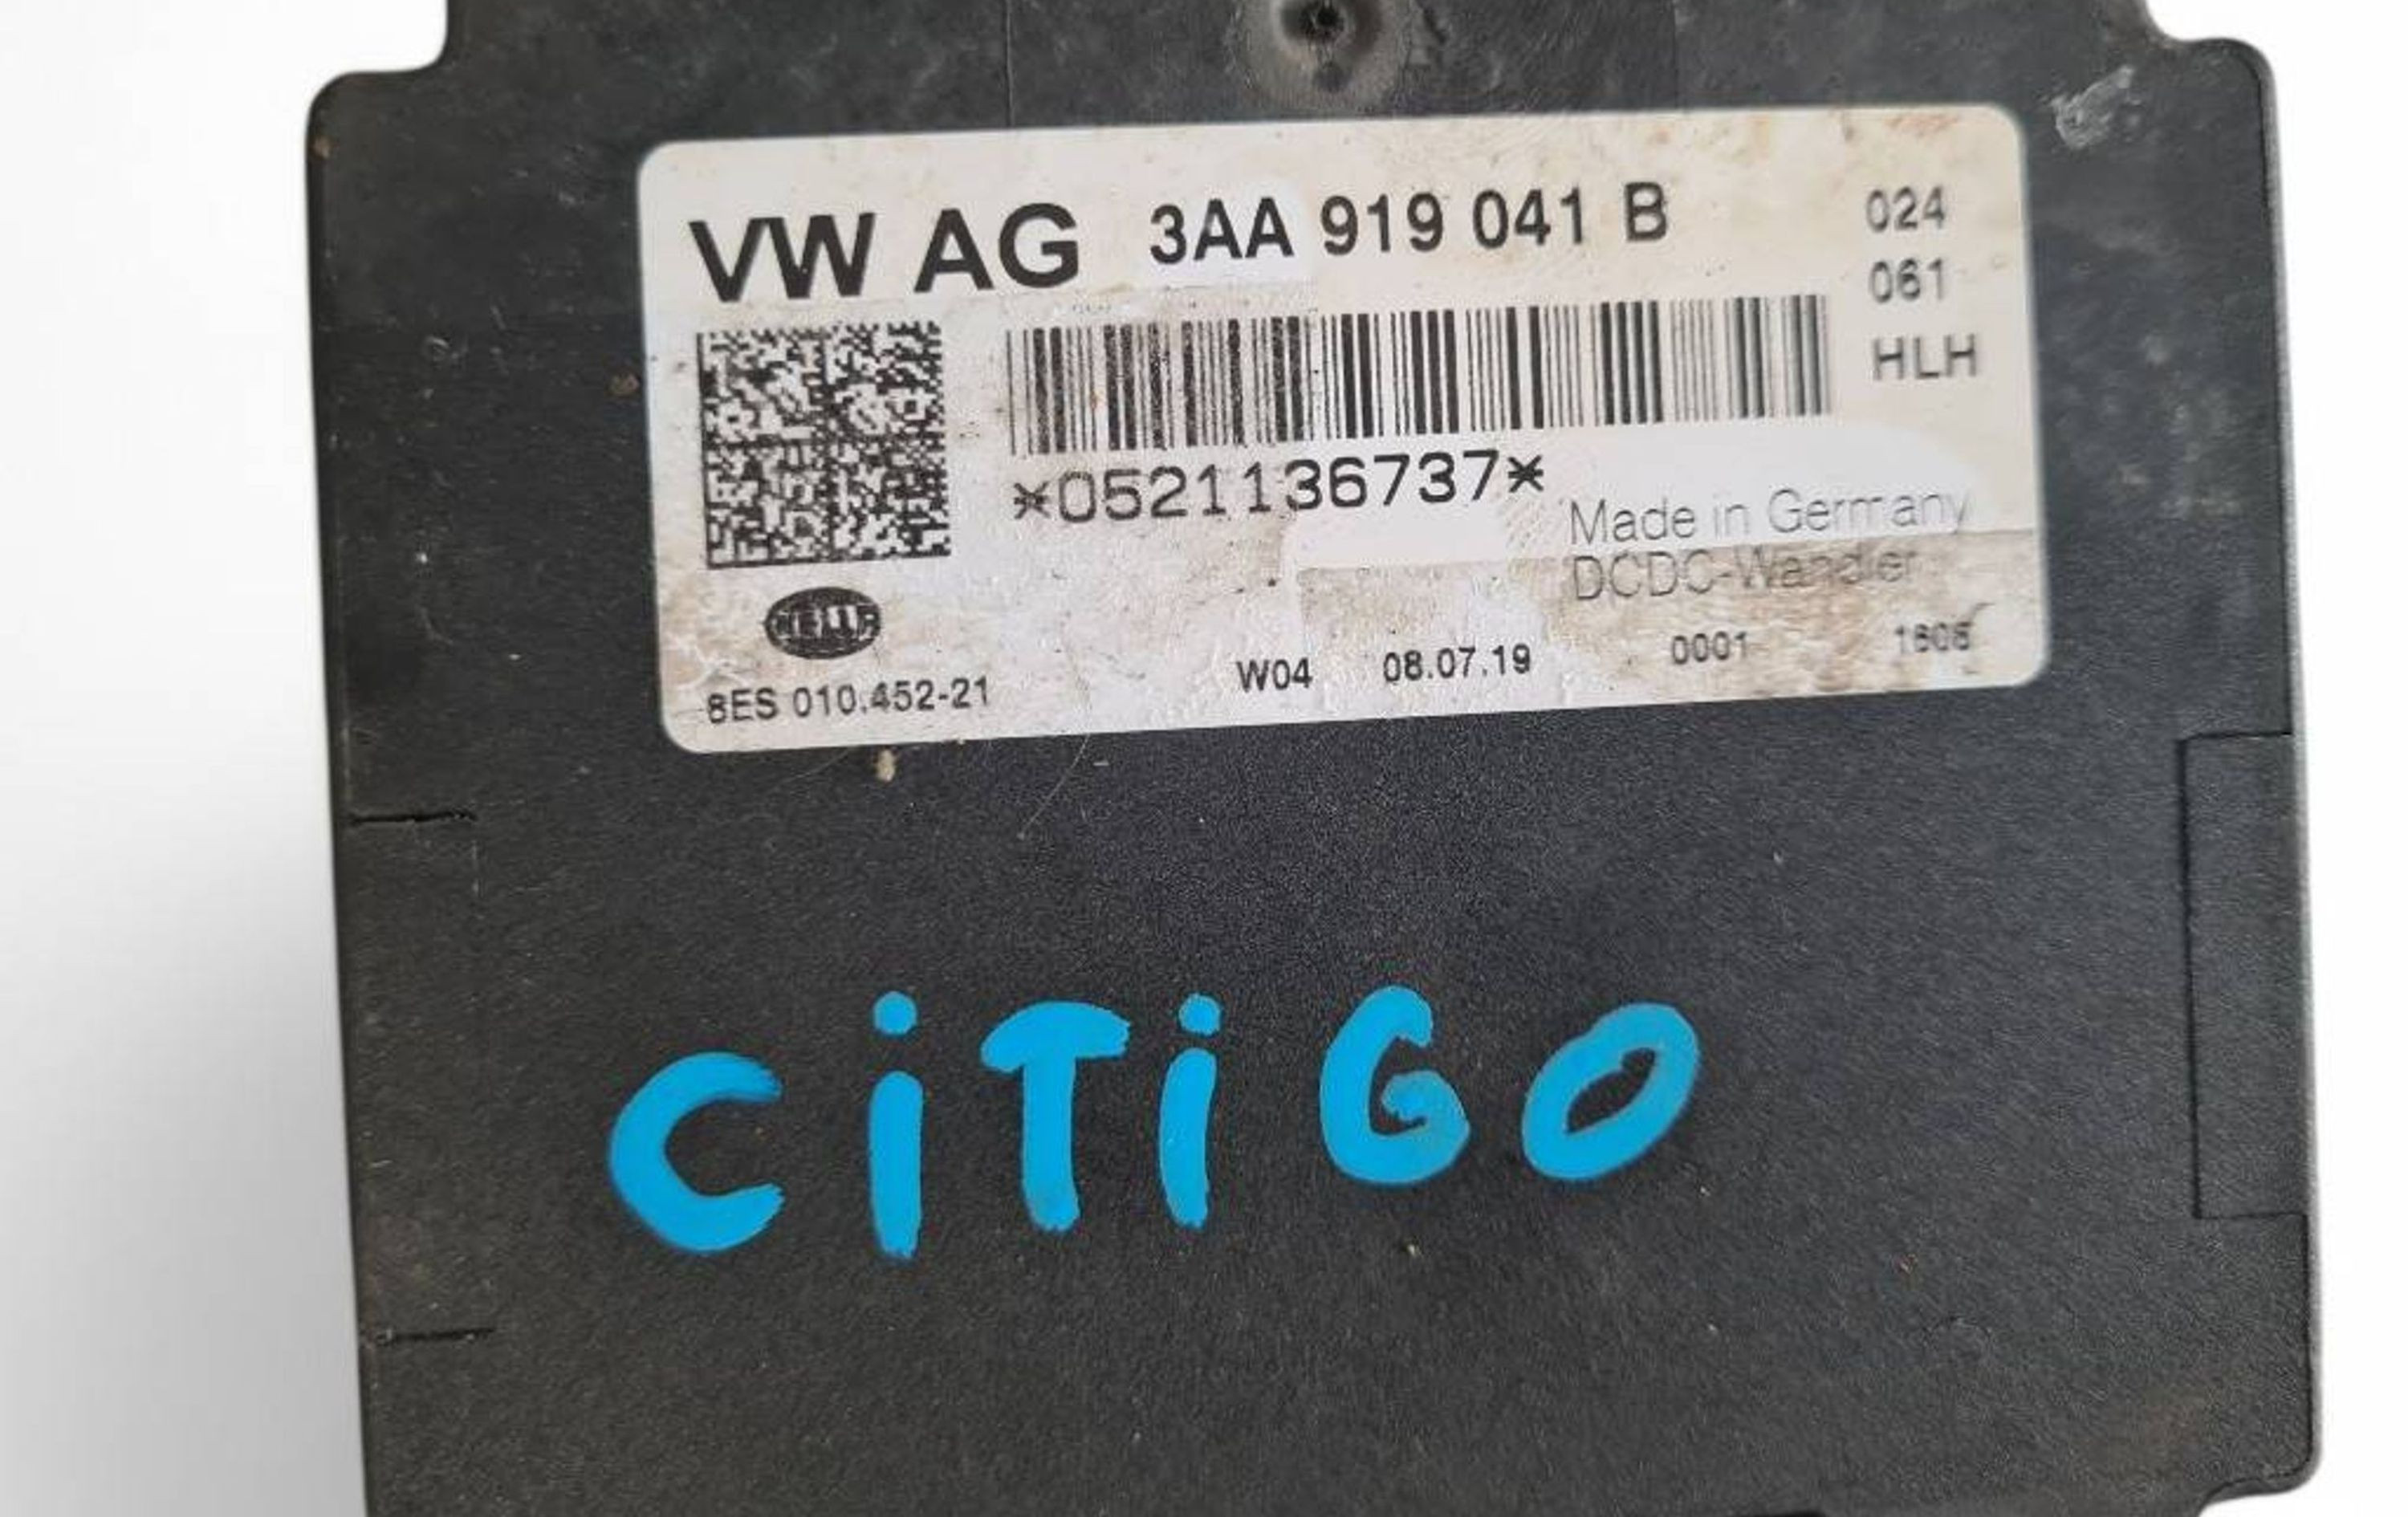 VW AG 3AA 919 041 B
024
061
HLH
*0521136737*
Made in Germany
DCDC-Wandler
HELLA
8ES 010.452-21 W04 08.07.19 0001
CiTiGO